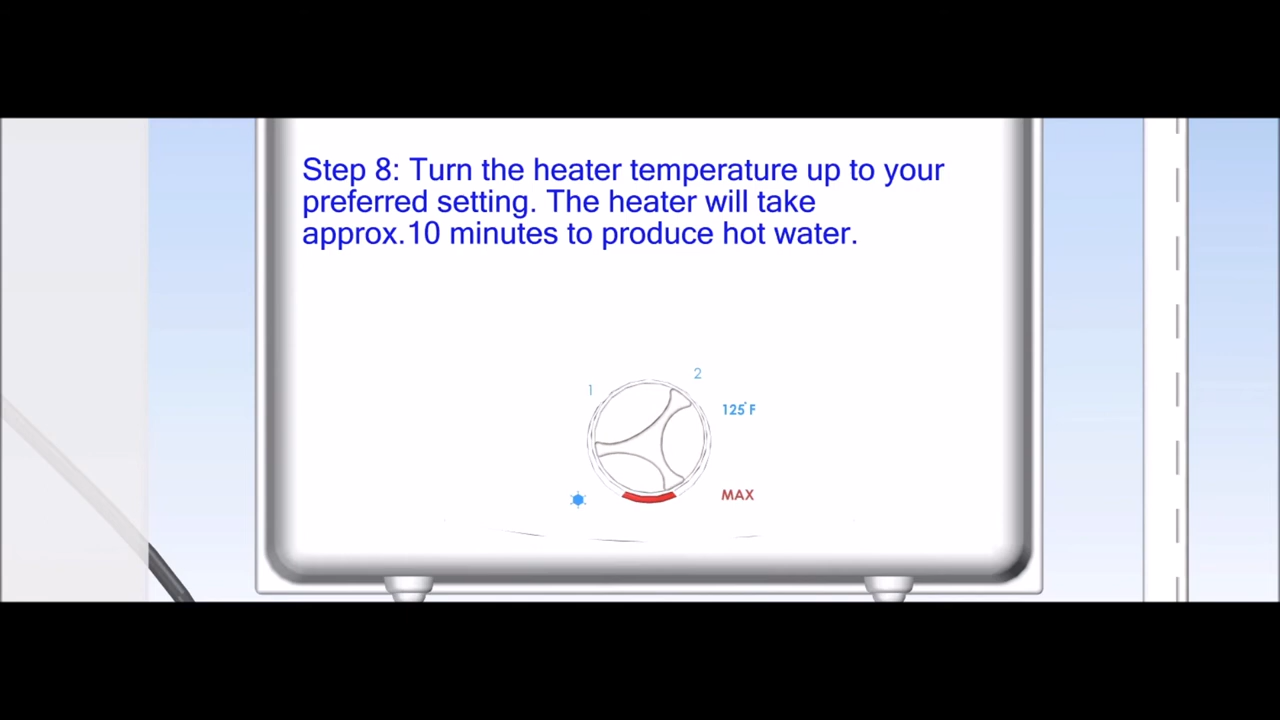 Step 8: Turn the heater temperature up to your
preferred setting. The heater will take
approx.10 minutes to produce hot water.
1
2
125°F
MAX